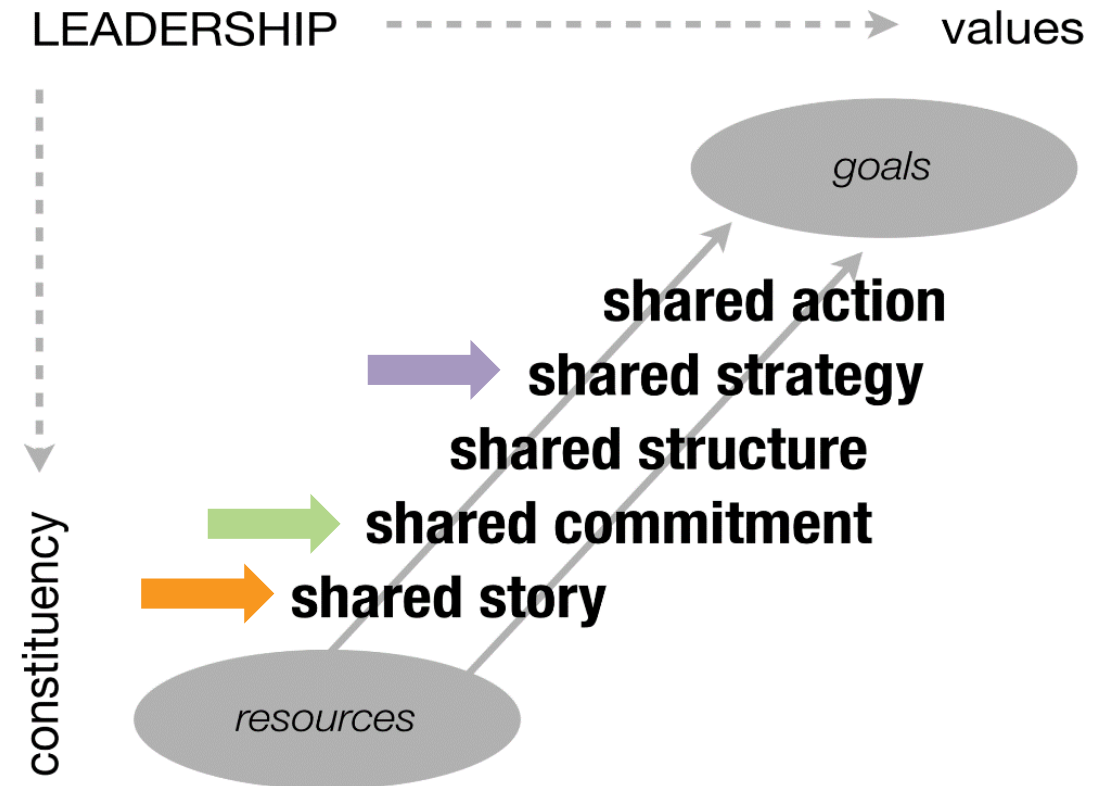 LEADERSHIP
values
goals
shared action
shared strategy
shared structure
shared commitment
shared story
constituency
resources